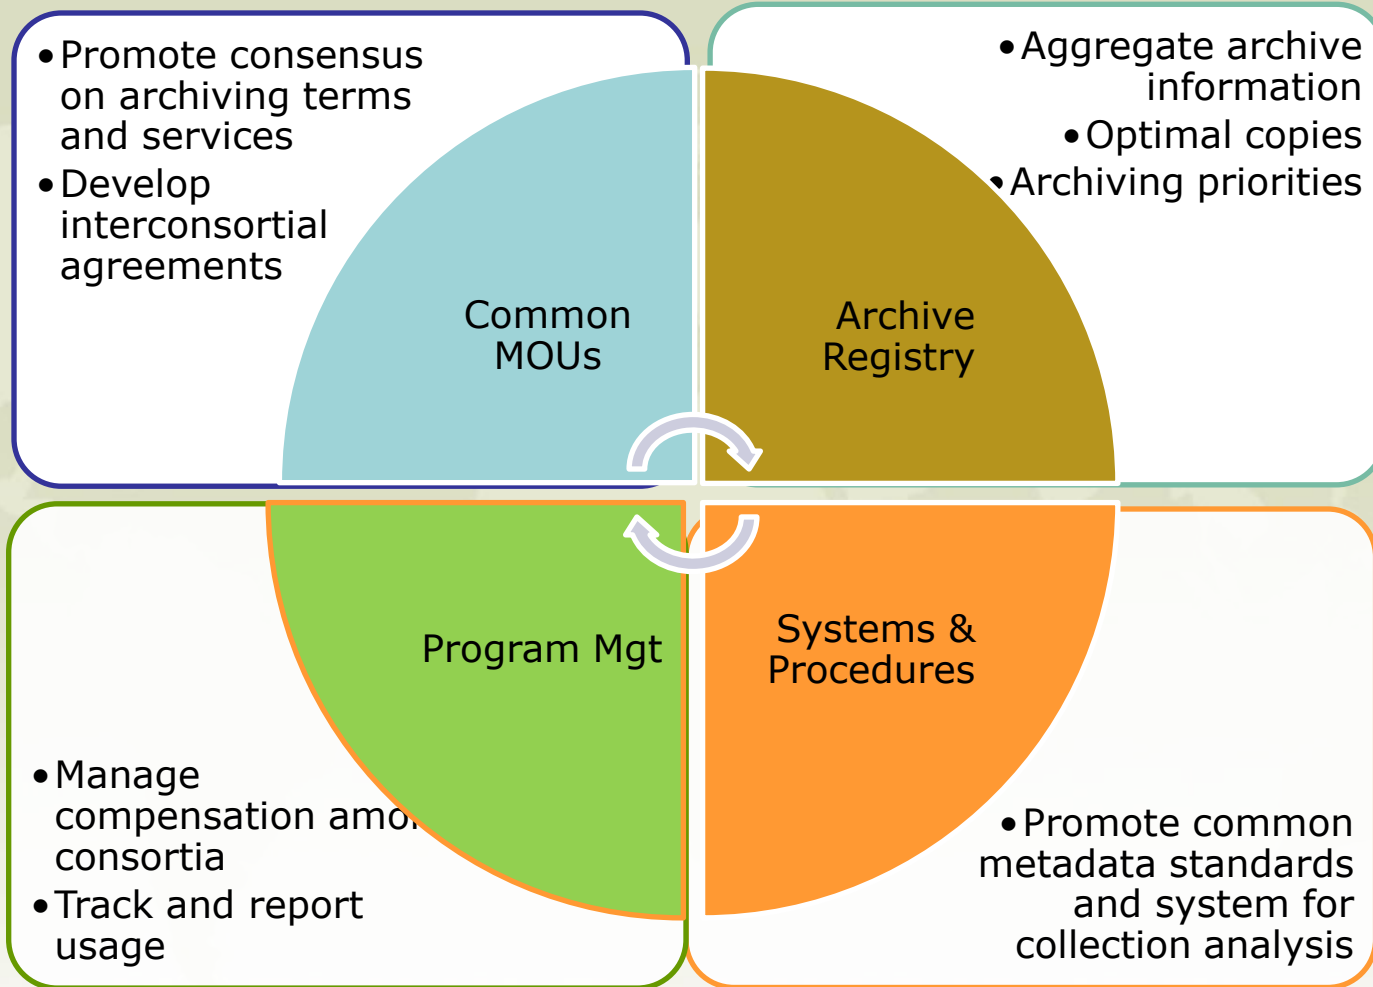 •Promote consensus
on archiving terms
and services
•Develop
interconsortial
agreements
•Aggregate archive
information
•Optimal copies
•Archiving priorities
Common
MOUs
Archive
Registry
Program Mgt
Systems &
Procedures
•Manage
compensation
consortia
•Track and report
usage
•Promote common
metadata standards
and system for
collection analysis